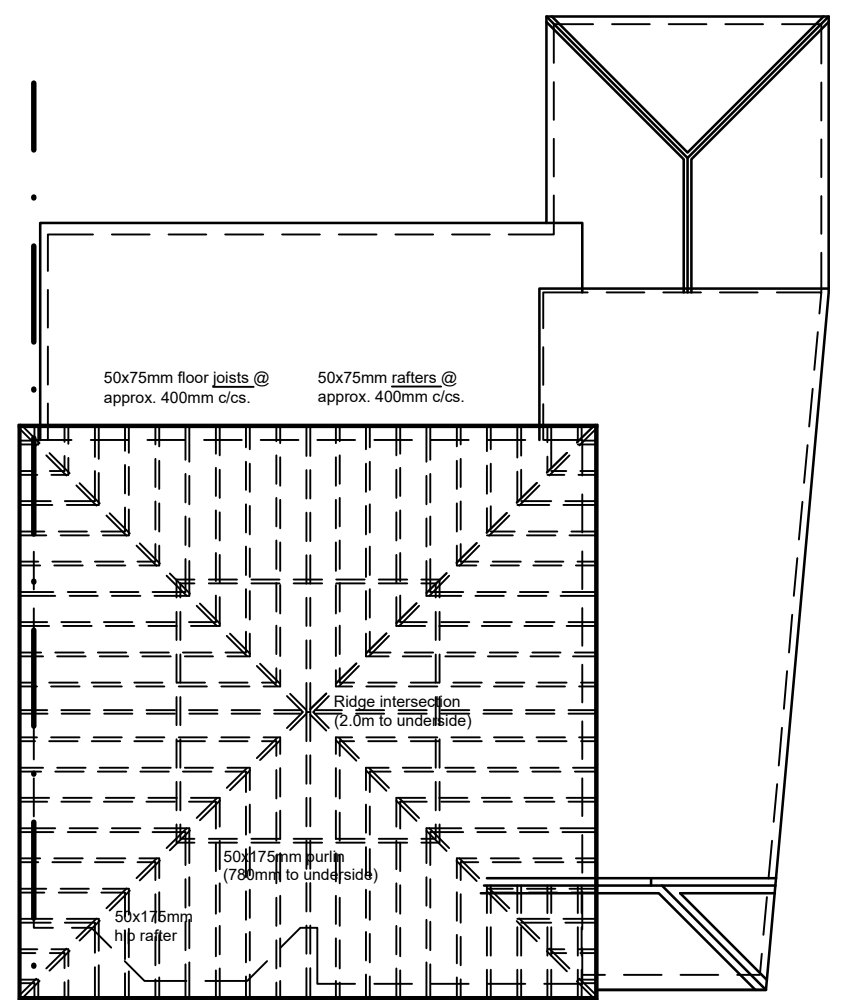 50x75mm floor joists @
approx. 400mm c/cs.
50x75mm rafters @
approx. 400mm c/cs.
Ridge intersection
(2.0m to underside)
50x175mm purlin
(780mm to underside)
50x175mm
hip rafter